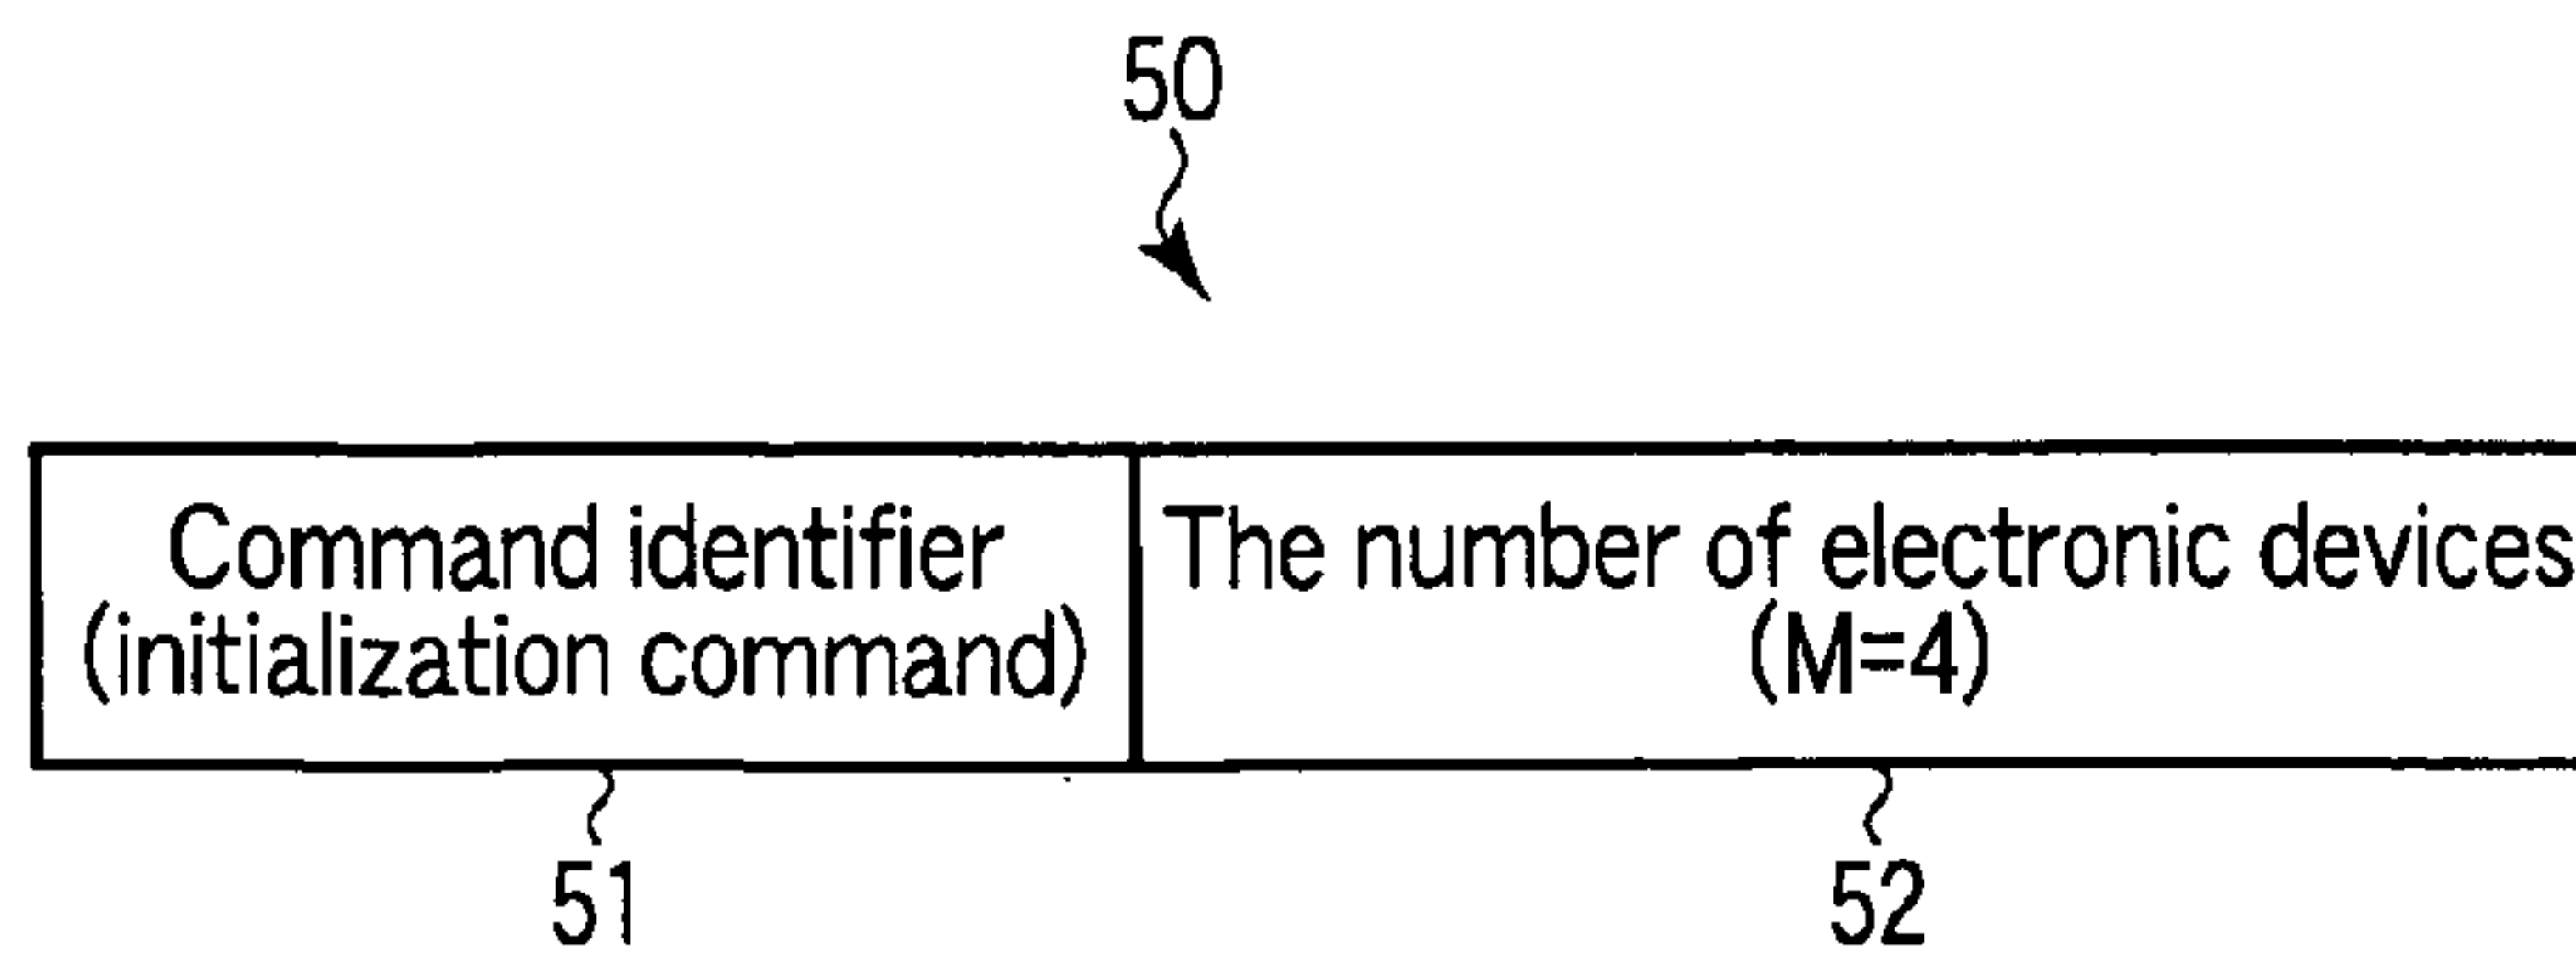 50
Command identifier
(initialization command)
The number of electronic devices
(M=4)
51
52